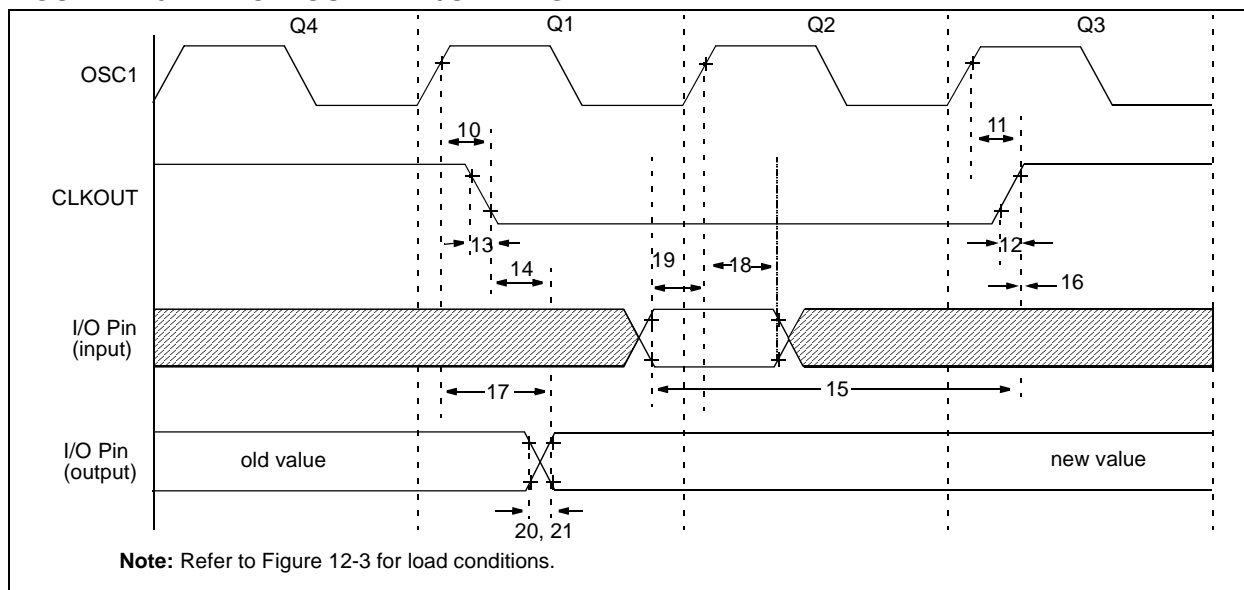 Q4 Q1 Q2 Q3
OSC1
10 11
CLKOUT
13 12
19 18
14 16
I/O Pin
(input)
17 15
I/O Pin
(output)
old value new value
20, 21
Note: Refer to Figure 12-3 for load conditions.